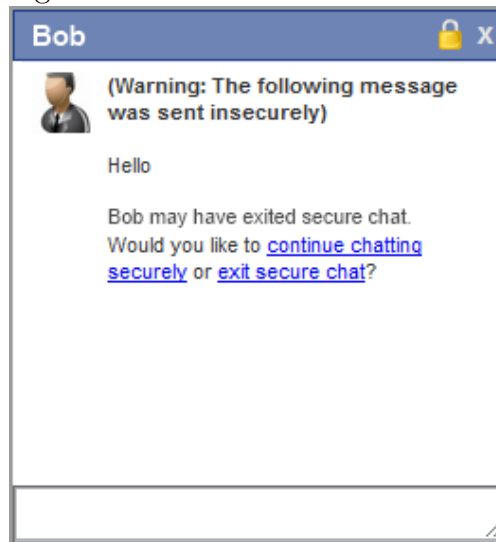 Bob X
(Warning: The following message
was sent insecurely)
Hello
Bob may have exited secure chat.
Would you like to continue chatting
securely or exit secure chat?